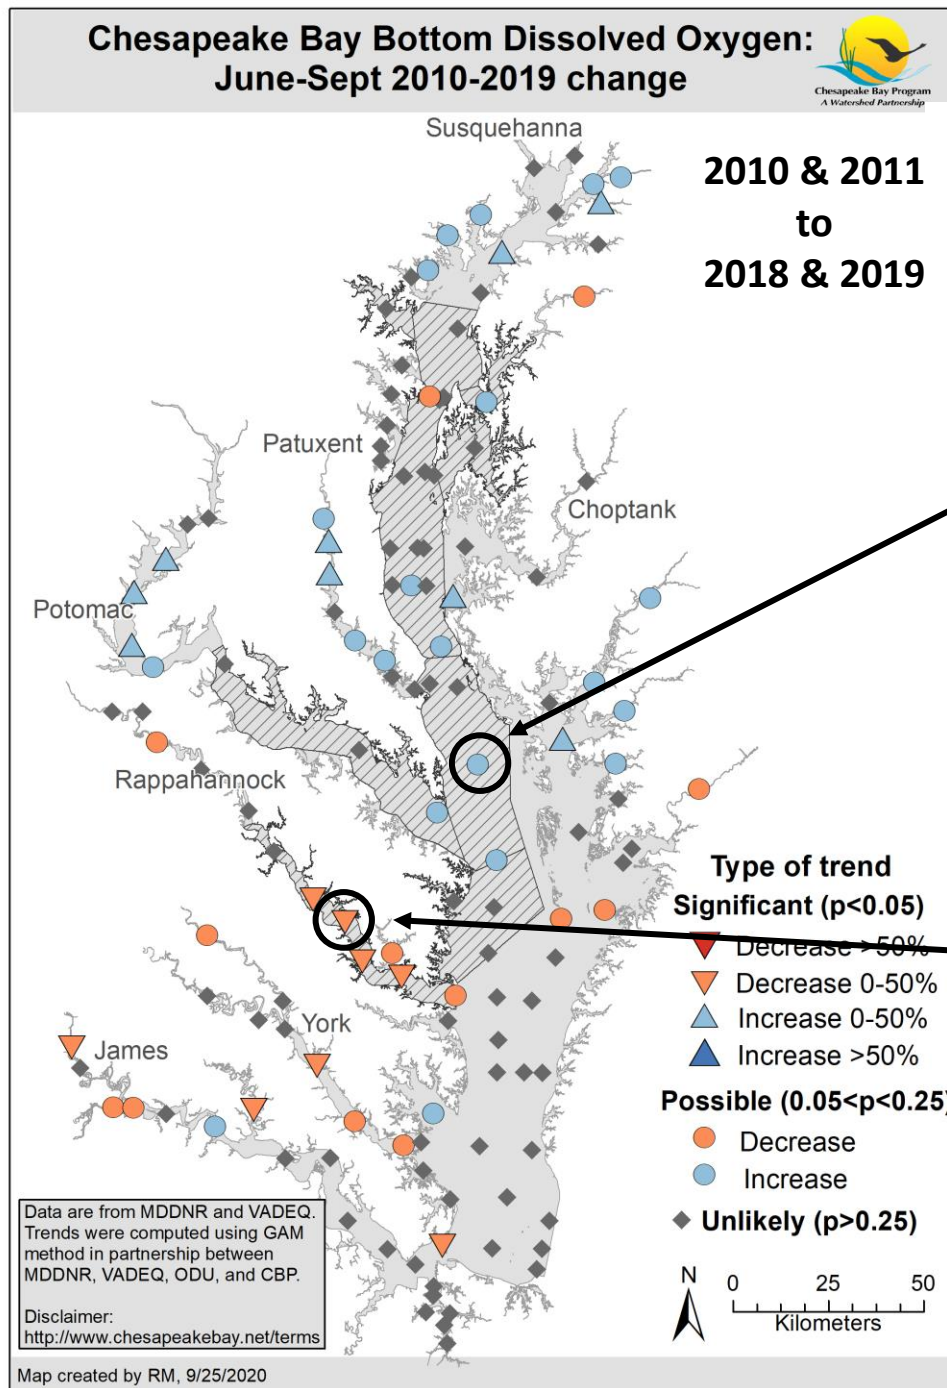 Chesapeake Bay Bottom Dissolved Oxygen:
June-Sept 2010-2019 change
Chesapeake Bay Program
A Watershed Partnership
Susquehanna
2010 & 2011
to
2018 & 2019
Patuxent
Choptank
Potomac
Rappahannock
York
James
Type of trend
Significant (p<0.05)
Decrease >50%
Decrease 0-50%
Increase 0-50%
Increase >50%
Possible (0.05<p<0.25)
Decrease
Increase
Unlikely (p>0.25)
Data are from MDDNR and VADEQ.
Trends were computed using GAM
method in partnership between
MDDNR, VADEQ, ODU, and CBP.
Disclaimer:
http://www.chesapeakebay.net/terms
N
0 25 50
Kilometers
Map created by RM, 9/25/2020